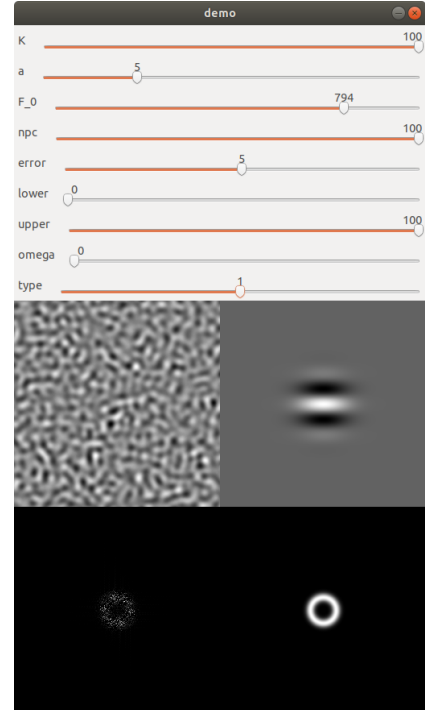 demo
K 100
a 5
F_0 794
npc 100
error 5
lower 0
upper 100
omega 0
type 1